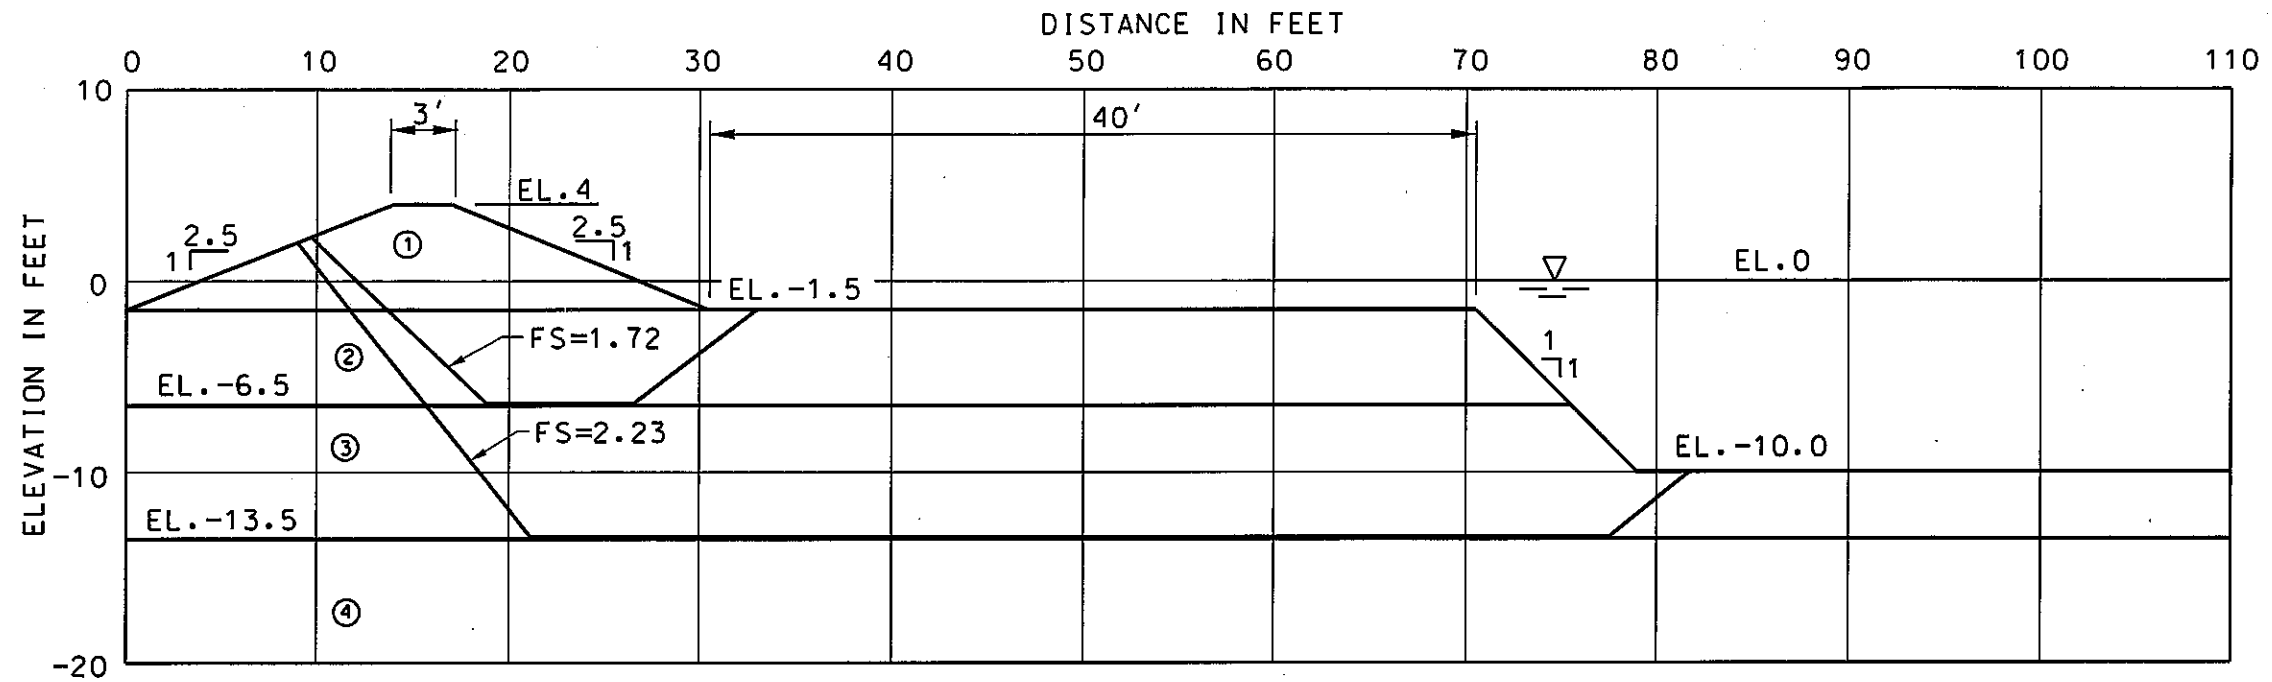 DISTANCE IN FEET
0 10 20 30 40 50 60 70 80 90 100 110
10
3'
40'
EL.4
2.5
1
①
2.5
1
EL.0
0
EL.-1.5
FS=1.72
②
1
1
EL.-6.5
③
FS=2.23
EL.-10.0
-10
EL.-13.5
④
-20
ELEVATION IN FEET